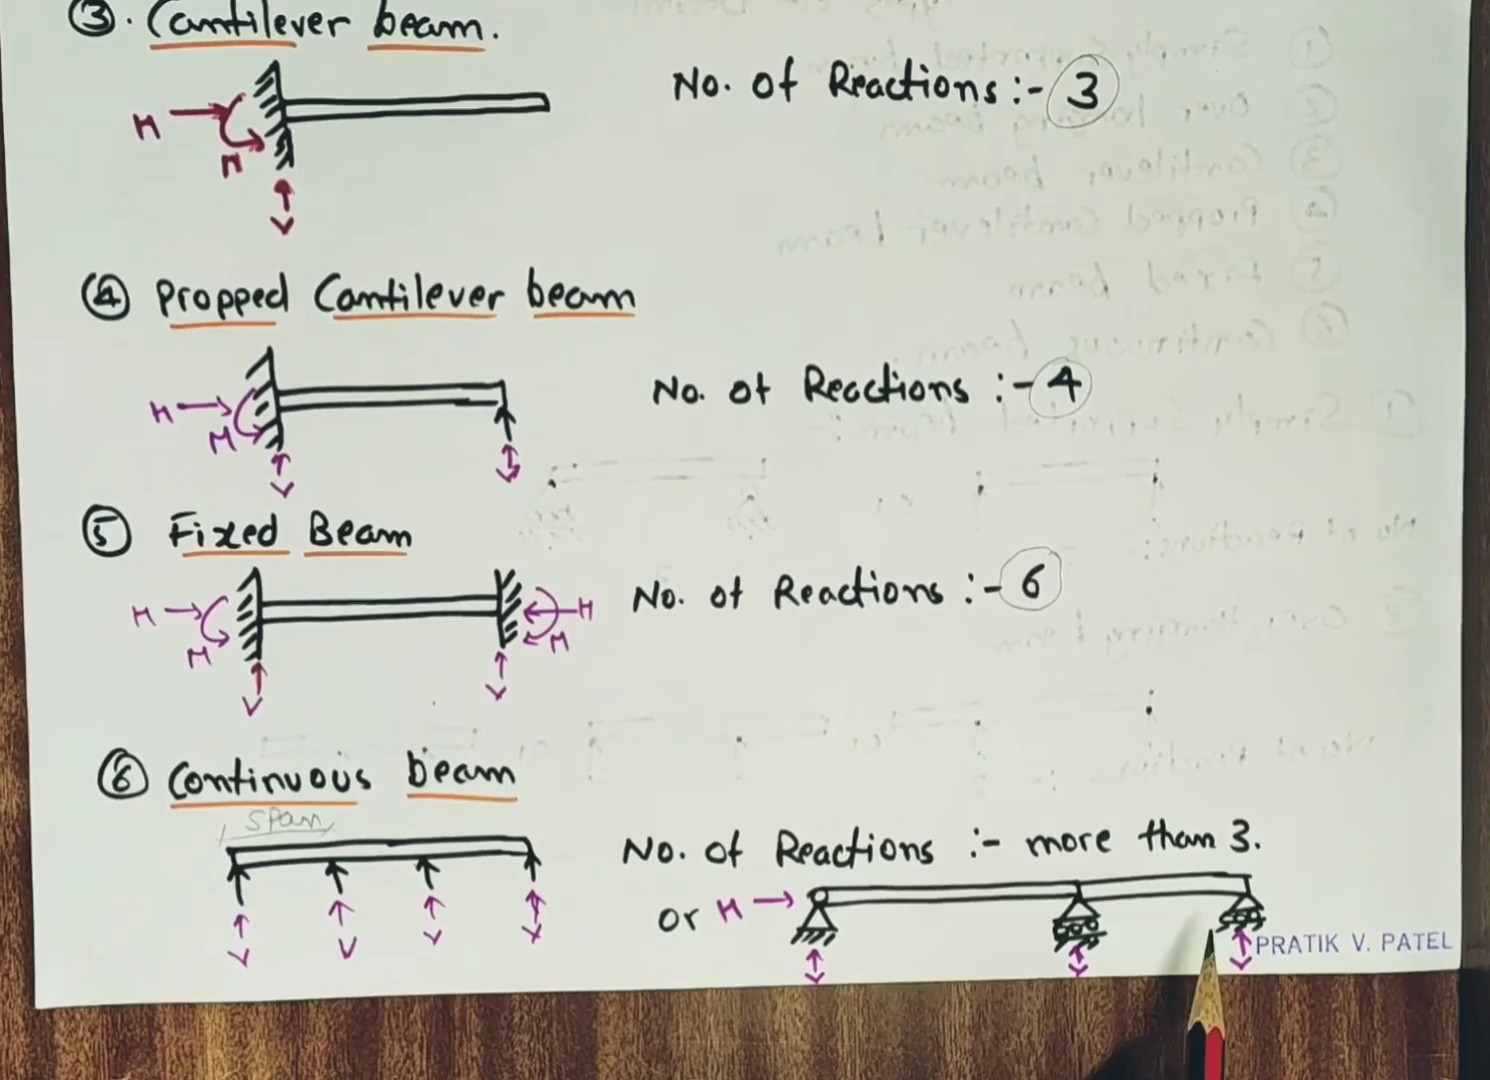 ③. Cantilever beam.
No. of Reactions :- 3
H
M
V
④ Propped Cantilever beam
No. of Reactions :- 4
H
M
V
V
⑤ Fixed Beam
No. of Reactions :- 6
H
H
M
M
V
V
⑥ Continuous beam
span
No. of Reactions :- more than 3.
or H
V
V
V
V
V
V
V
PRATIK V. PATEL